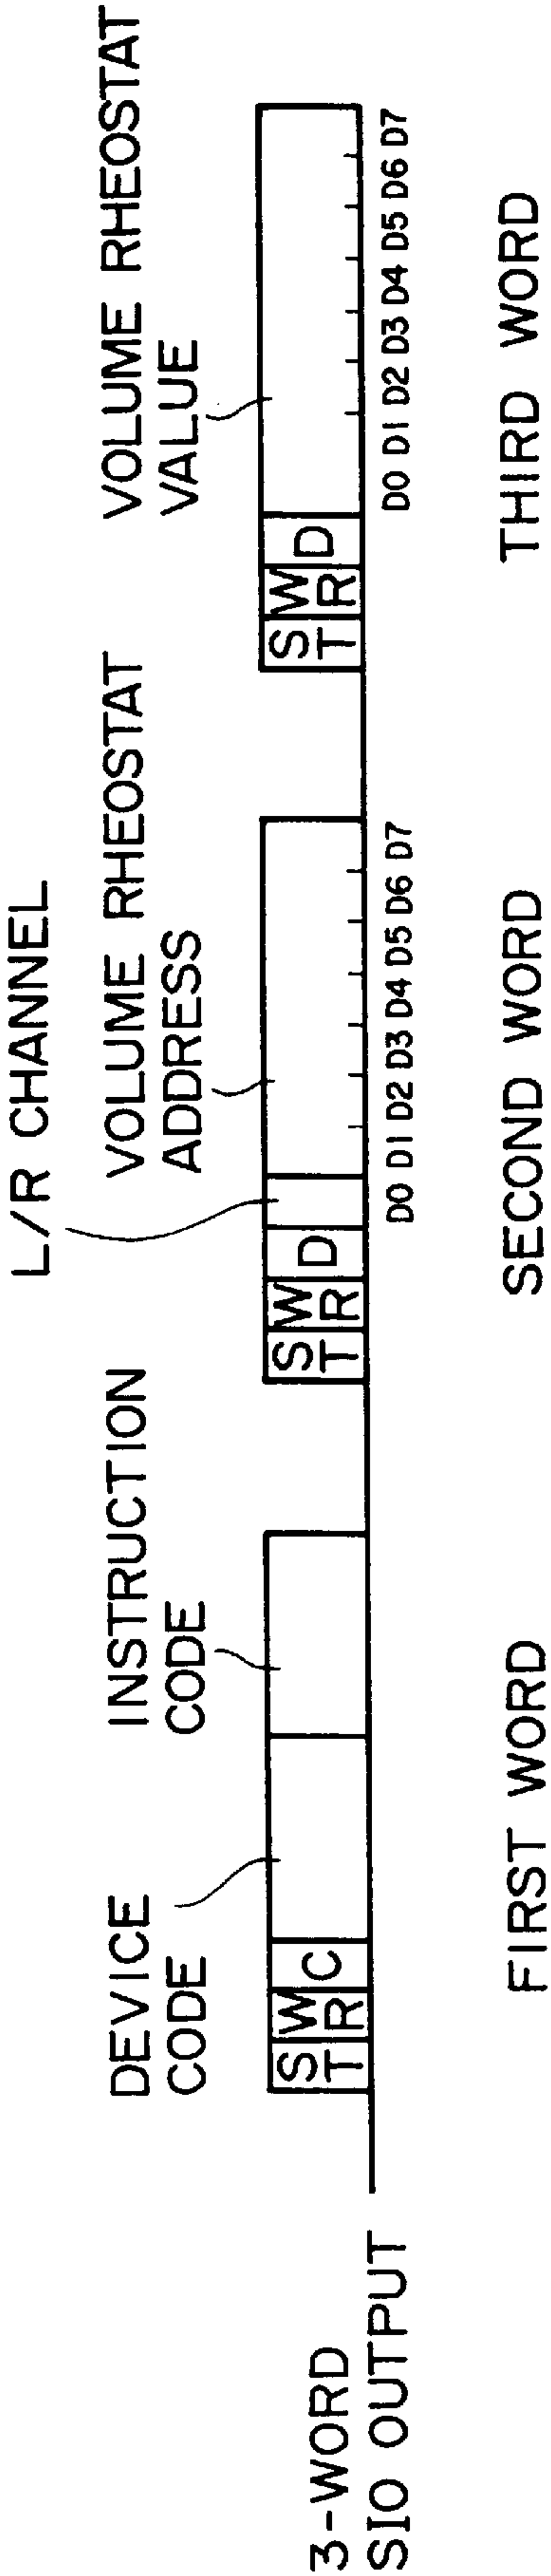 L/R CHANNEL
DEVICE
CODE
INSTRUCTION
CODE
VOLUME RHEOSTAT
ADDRESS
VOLUME RHEOSTAT
VALUE
3-WORD
SIO OUTPUT
S T W R C
S T W R D
S T W R D
D0 D1 D2 D3 D4 D5 D6 D7
D0 D1 D2 D3 D4 D5 D6 D7
FIRST WORD
SECOND WORD
THIRD WORD